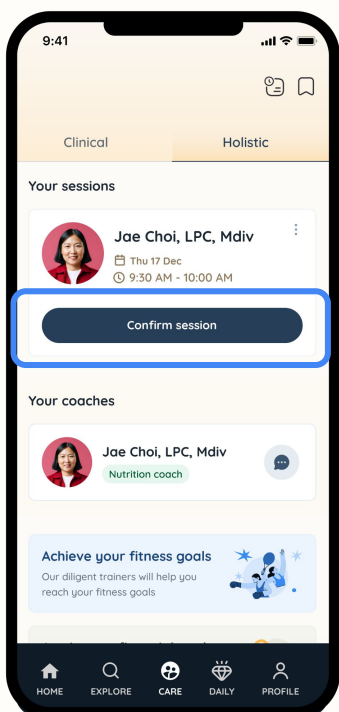 9:41
Clinical
Holistic
Your sessions
Jae Choi, LPC, Mdiv
Thu 17 Dec
9:30 AM - 10:00 AM
Confirm session
Your coaches
Jae Choi, LPC, Mdiv
Nutrition coach
Achieve your fitness goals
Our diligent trainers will help you
reach your fitness goals
HOME
EXPLORE
CARE
DAILY
PROFILE